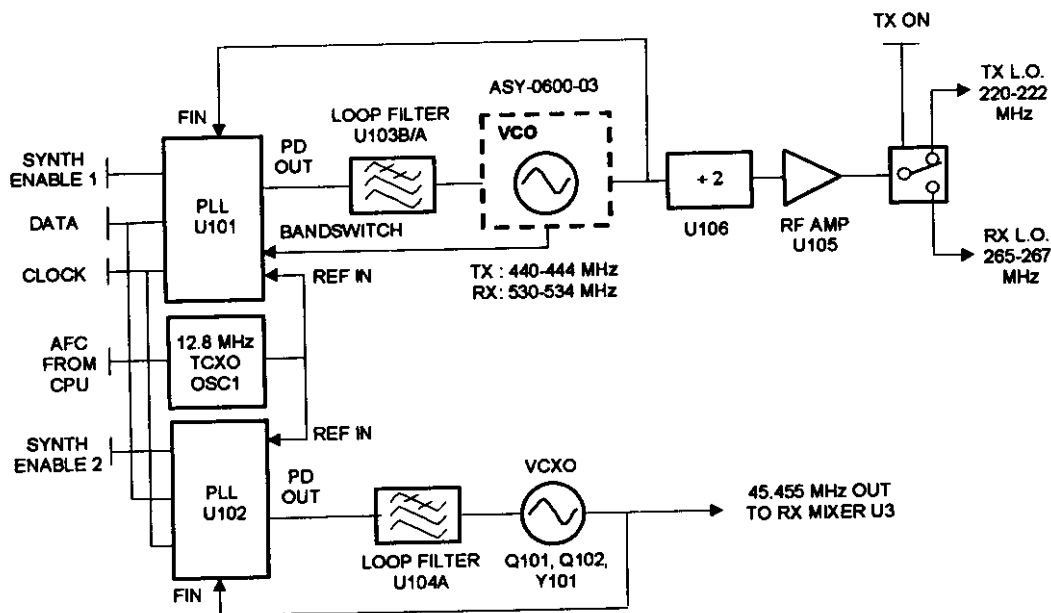 TX ON
TX L.O.
220-222
MHz
ASY-0600-03
LOOP FILTER
U103B/A
FIN
VCO
PD
OUT
SYNTH
ENABLE 1
PLL
U101
÷ 2
DATA
BANDSWITCH
U106
RF AMP
U105
RX L.O.
265-267
MHz
CLOCK
REF IN
TX : 440-444 MHz
RX: 530-534 MHz
AFC
FROM
CPU
12.8 MHz
TCXO
OSC1
REF IN
SYNTH
ENABLE 2
PLL
U102
PD
OUT
VCXO
45.455 MHz OUT
TO RX MIXER U3
LOOP FILTER
U104A
Q101, Q102,
Y101
FIN